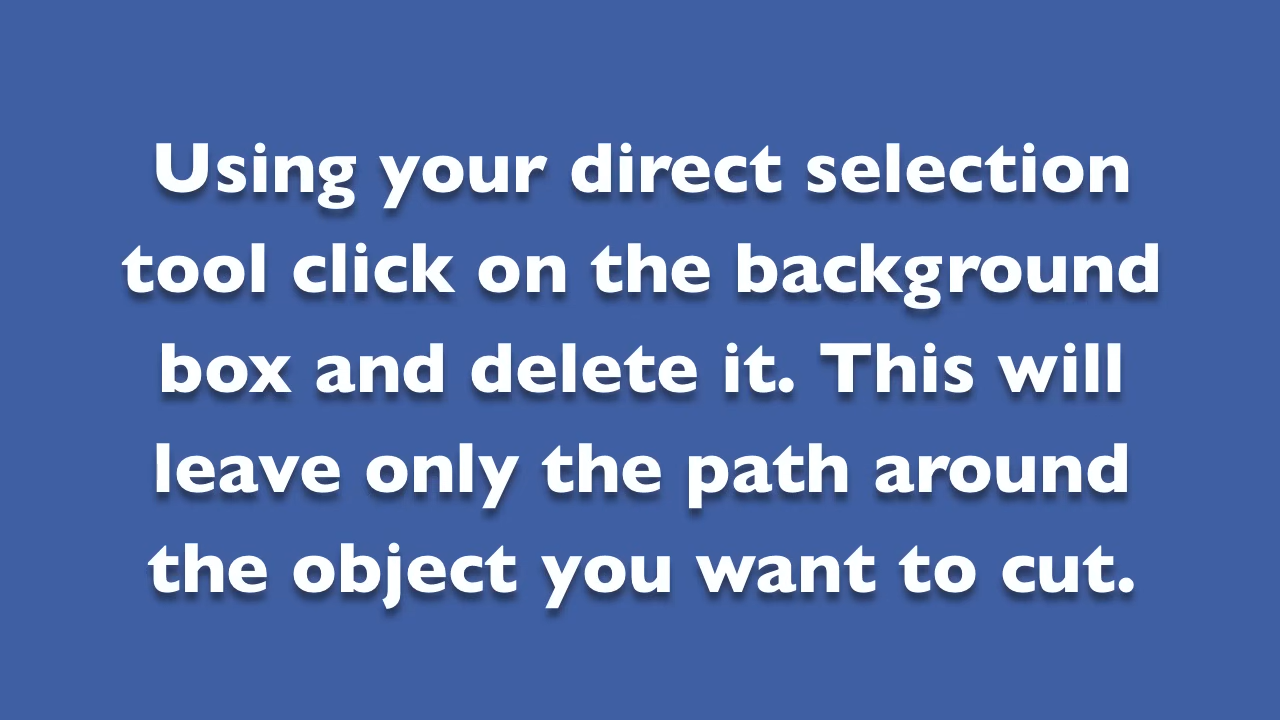 Using your direct selection
tool click on the background
box and delete it. This will
leave only the path around
the object you want to cut.